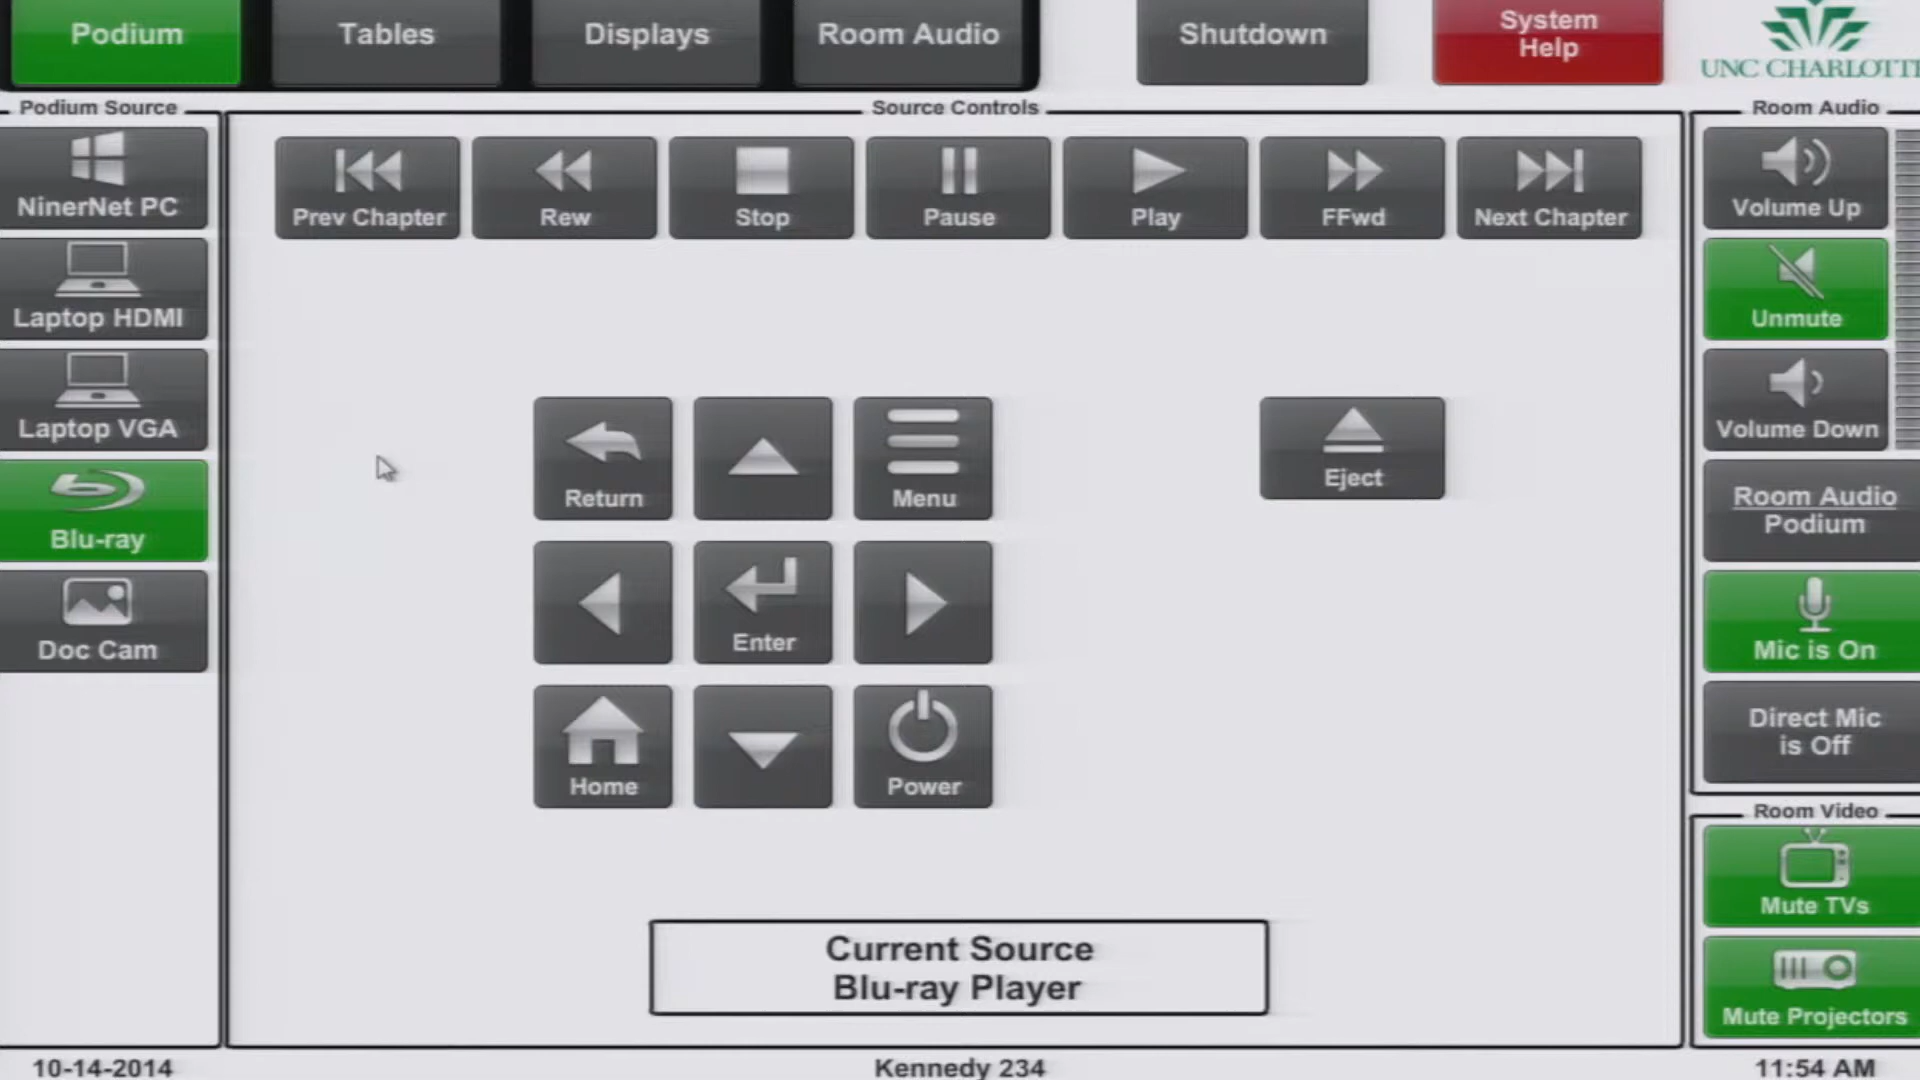 Podium
Tables
Displays
Room Audio
Shutdown
System
Help
UNC CHARLOTTE
Podium Source
Source Controls
Room Audio
NinerNet PC
Laptop HDMI
Laptop VGA
Blu-ray
Doc Cam
Prev Chapter
Rew
Stop
Pause
Play
FFwd
Next Chapter
Return
Menu
Eject
Enter
Home
Power
Current Source
Blu-ray Player
Volume Up
Unmute
Volume Down
Room Audio
Podium
Mic is On
Direct Mic
is Off
Room Video
Mute TVs
Mute Projectors
10-14-2014
Kennedy 234
11:54 AM